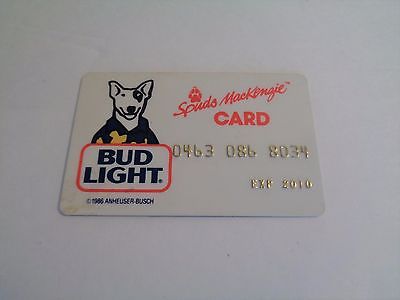 Spuds MacKenzie™
CARD
BUD
LIGHT®
0463 086 8034
EXP 2010
©1986 ANHEUSER-BUSCH